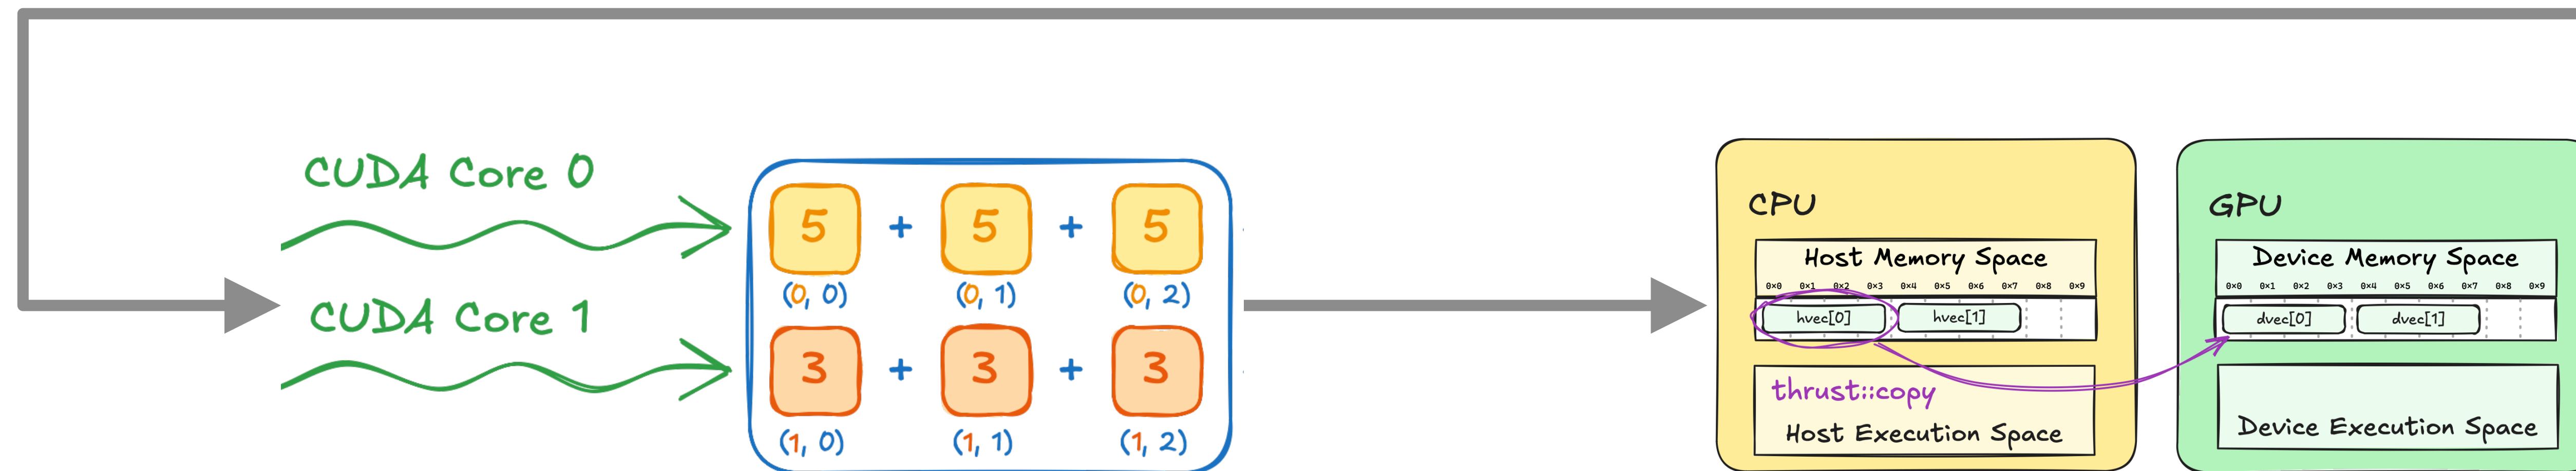 CUDA Core 0
CUDA Core 1
5 + 5 + 5
(0, 0) (0, 1) (0, 2)
3 + 3 + 3
(1, 0) (1, 1) (1, 2)
CPU
Host Memory Space
0x0 0x1 0x2 0x3 0x4 0x5 0x6 0x7 0x8 0x9
hvec[0] hvec[1]
thrust::copy
Host Execution Space
GPU
Device Memory Space
0x0 0x1 0x2 0x3 0x4 0x5 0x6 0x7 0x8 0x9
dvec[0] dvec[1]
Device Execution Space